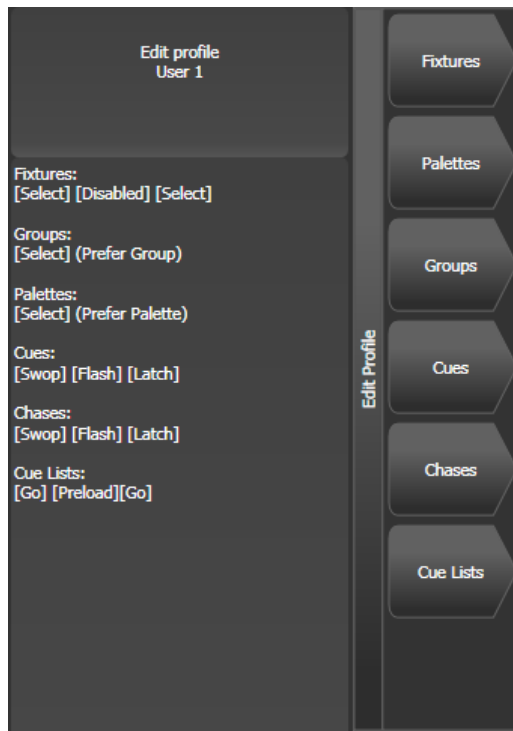 Edit profile
User 1
Fixtures:
[Select] [Disabled] [Select]
Groups:
[Select] (Prefer Group)
Palettes:
[Select] (Prefer Palette)
Cues:
[Swop] [Flash] [Latch]
Chases:
[Swop] [Flash] [Latch]
Cue Lists:
[Go] [Preload][Go]
Edit Profile
Fixtures
Palettes
Groups
Cues
Chases
Cue Lists